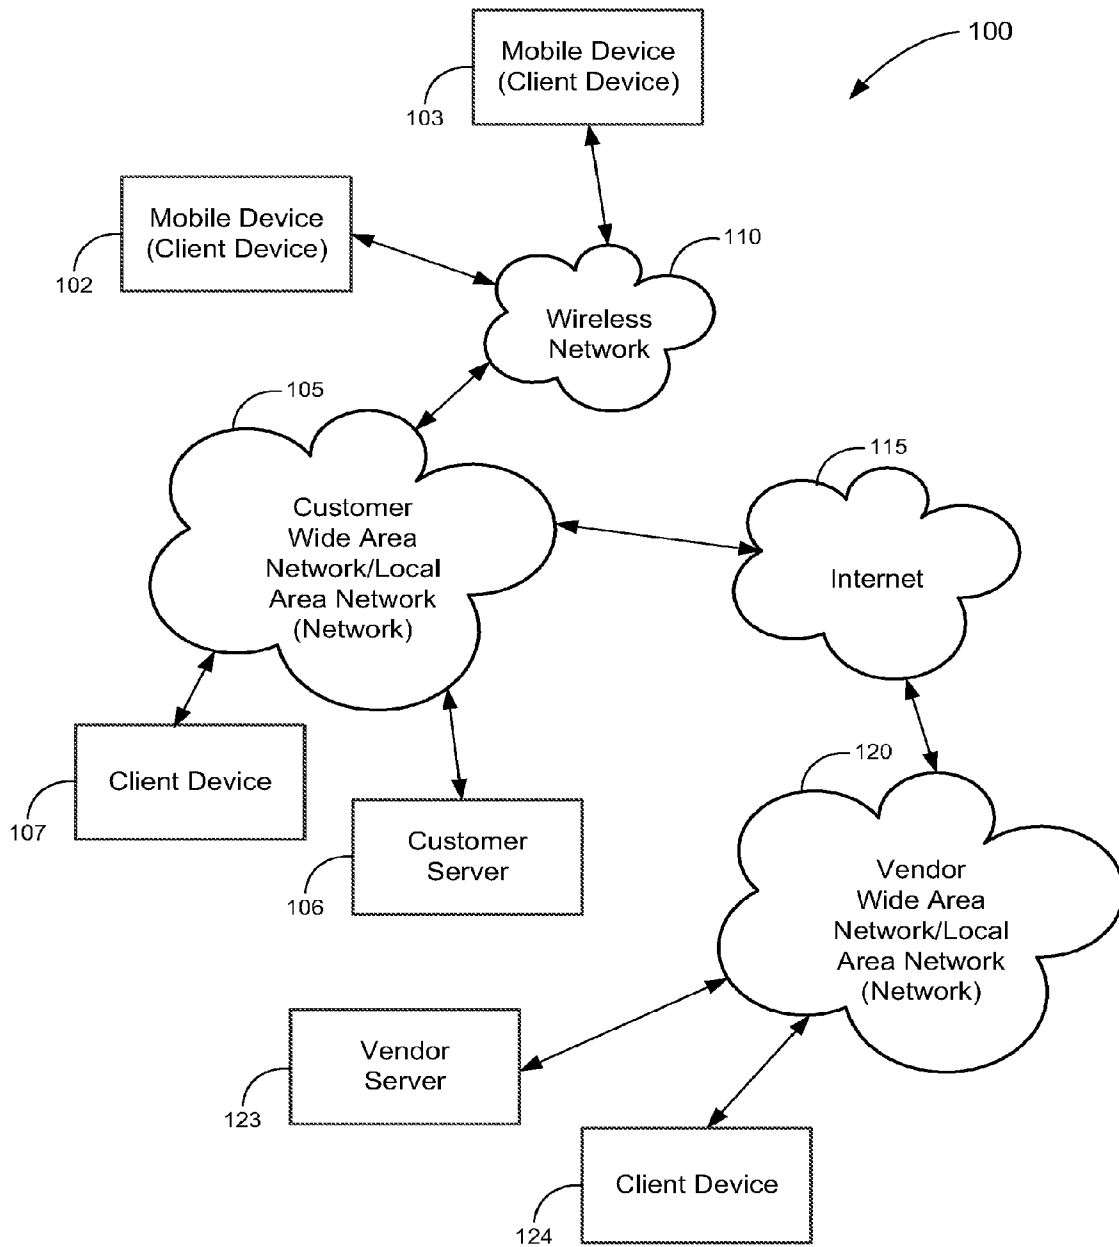 100
Mobile Device
(Client Device)
103
Mobile Device
(Client Device)
102
110
Wireless
Network
105
Customer
Wide Area
Network/Local
Area Network
(Network)
115
Internet
Client Device
107
Customer
Server
106
120
Vendor
Wide Area
Network/Local
Area Network
(Network)
Vendor
Server
123
Client Device
124